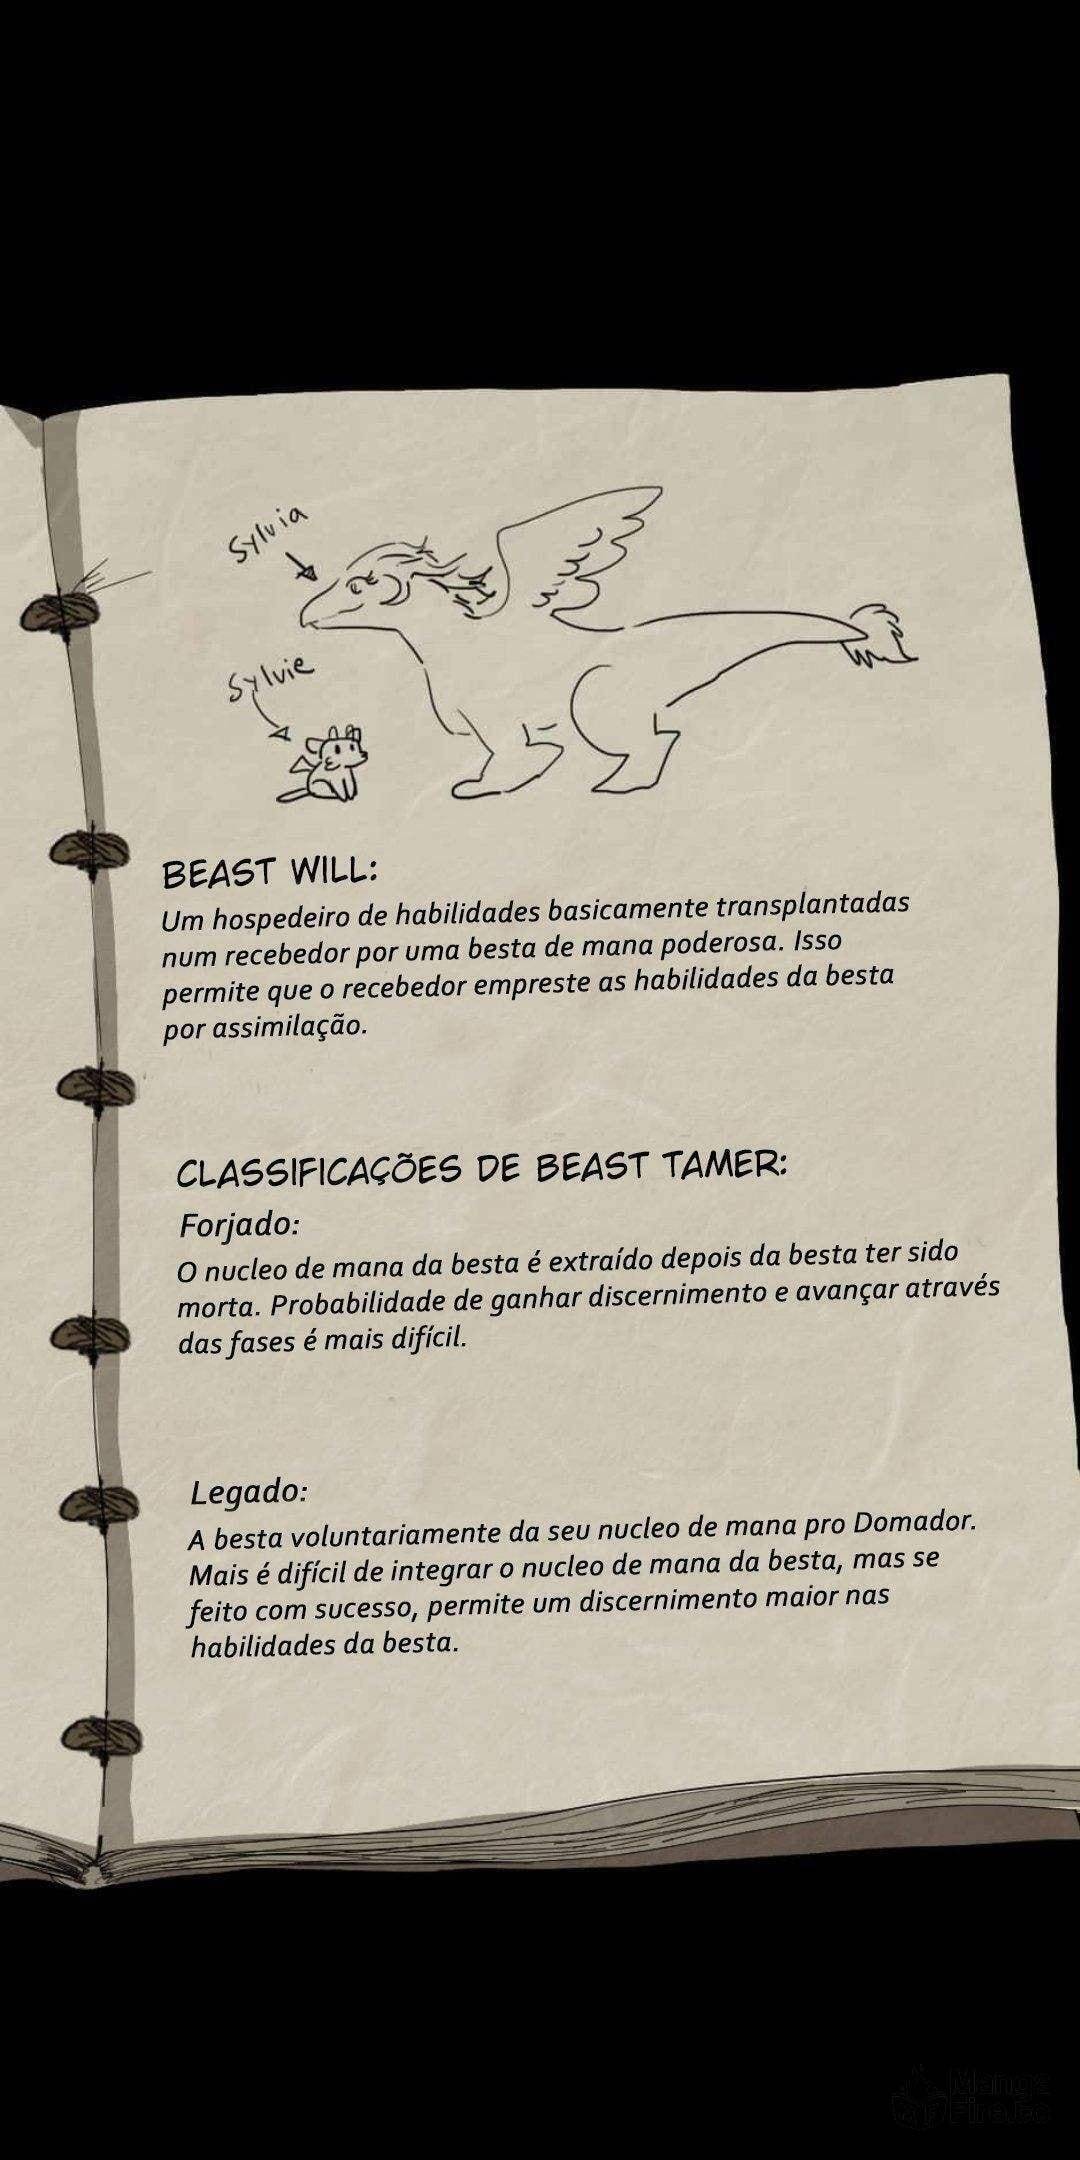 Sylvia
Sylvie
BEAST WILL:
Um hospedeiro de habilidades basicamente transplantadas
num recebedor por uma besta de mana poderosa. Isso
permite que o recebedor empreste as habilidades da besta
por assimilação.
CLASSIFICAÇÕES DE BEAST TAMER:
Forjado:
O nucleo de mana da besta é extraído depois da besta ter sido
morta. Probabilidade de ganhar discernimento e avançar através
das fases é mais difícil.
Legado:
A besta voluntariamente da seu nucleo de mana pro Domador.
Mais é difícil de integrar o nucleo de mana da besta, mas se
feito com sucesso, permite um discernimento maior nas
habilidades da besta.
Manga
Fire.to